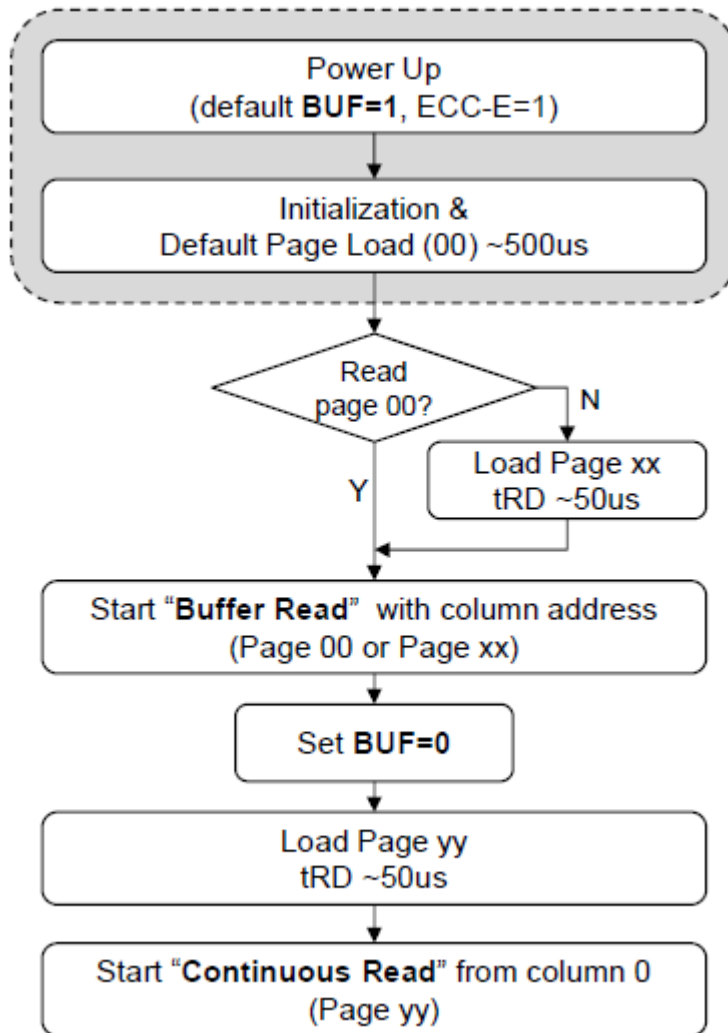 Power Up
(default BUF=1, ECC-E=1)
Initialization &
Default Page Load (00) ~500us
Read
page 00?
N
Load Page xx
tRD ~50us
Y
Start “Buffer Read” with column address
(Page 00 or Page xx)
Set BUF=0
Load Page yy
tRD ~50us
Start “Continuous Read” from column 0
(Page yy)